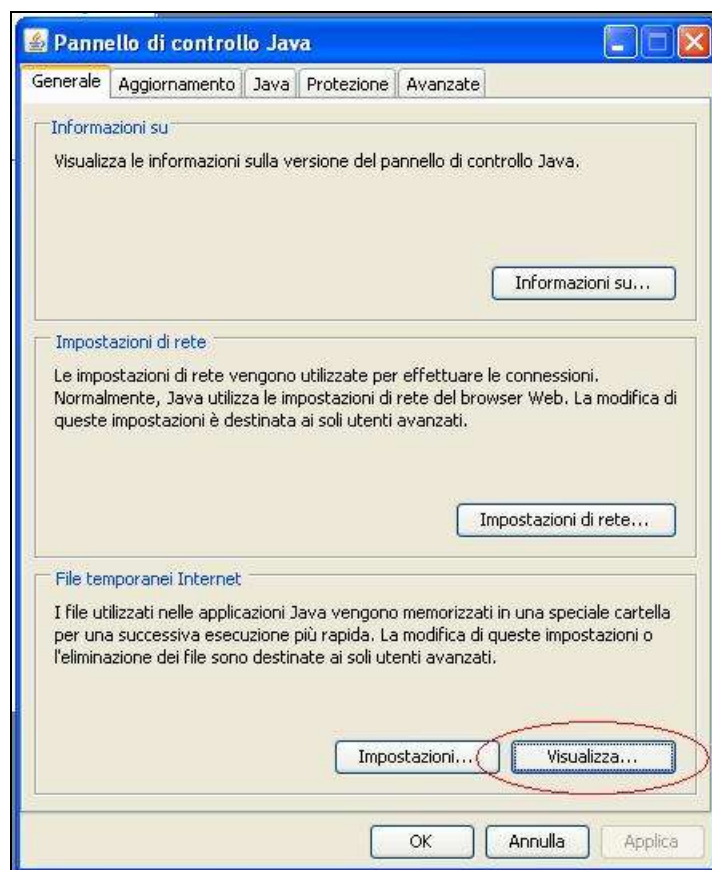 Pannello di controllo Java
Generale Aggiornamento Java Protezione Avanzate
Informazioni su
Visualizza le informazioni sulla versione del pannello di controllo Java.
Informazioni su...
Impostazioni di rete
Le impostazioni di rete vengono utilizzate per effettuare le connessioni.
Normalmente, Java utilizza le impostazioni di rete del browser Web. La modifica di
queste impostazioni è destinata ai soli utenti avanzati.
Impostazioni di rete...
File temporanei Internet
I file utilizzati nelle applicazioni Java vengono memorizzati in una speciale cartella
per una successiva esecuzione più rapida. La modifica di queste impostazioni o
l'eliminazione dei file sono destinate ai soli utenti avanzati.
Impostazioni... Visualizza...
OK Annulla Applica